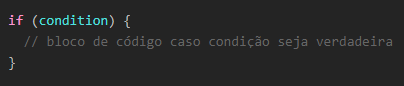 if (condition) {
// bloco de código caso condição seja verdadeira
}